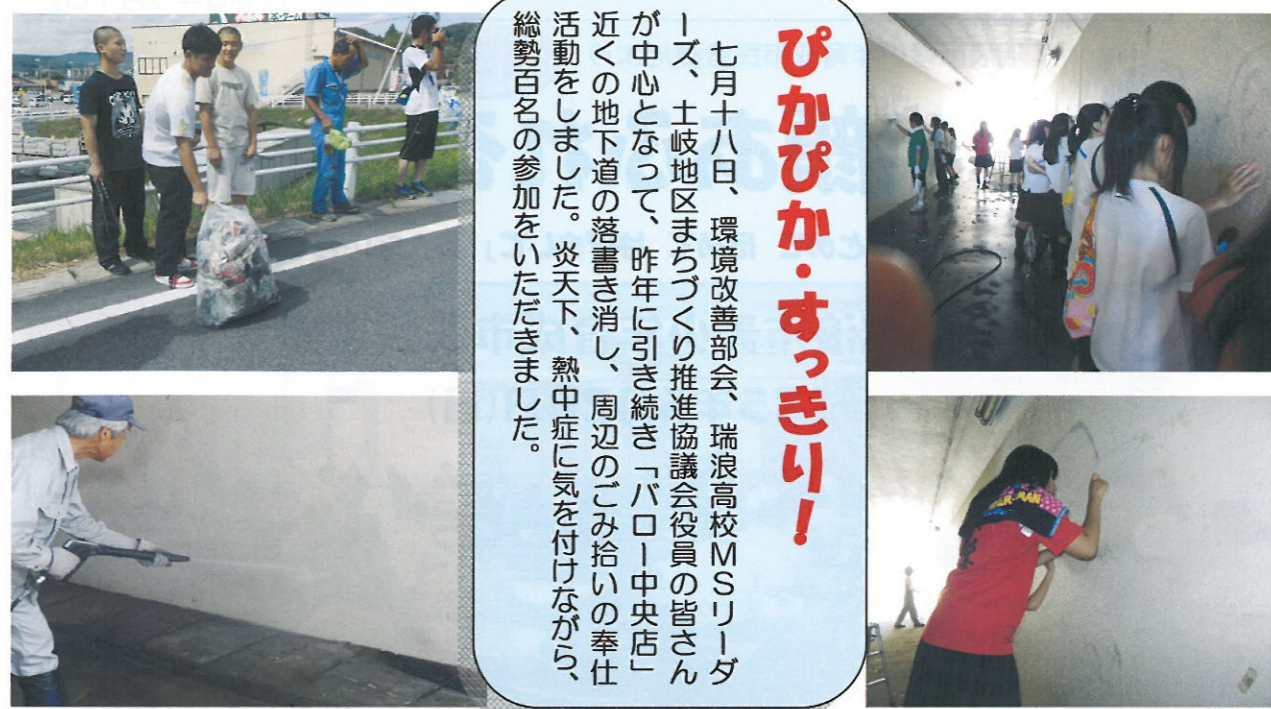 ぴかぴか・すっきり!
七月十八日、環境改善部会、瑞浪高校MSリーダ
ーズ、土岐地区まちづくり推進協議会役員の皆さん
が中心となって、昨年に引き続き「バロー中央店」
近くの地下道の落書き消し、周辺のごみ拾いの奉仕
活動をしました。炎天下、熱中症に気を付けながら、
総勢百名の参加をいただきました。